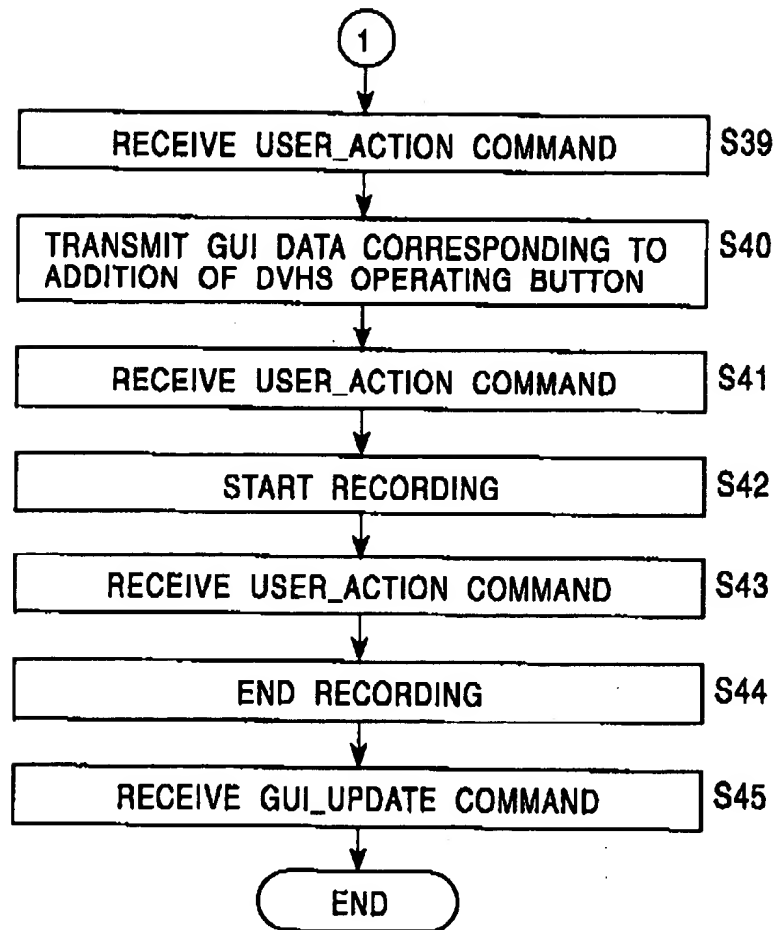 1
RECEIVE USER_ACTION COMMAND S39
TRANSMIT GUI DATA CORRESPONDING TO S40
ADDITION OF DVHS OPERATING BUTTON
RECEIVE USER_ACTION COMMAND S41
START RECORDING S42
RECEIVE USER_ACTION COMMAND S43
END RECORDING S44
RECEIVE GUI_UPDATE COMMAND S45
END